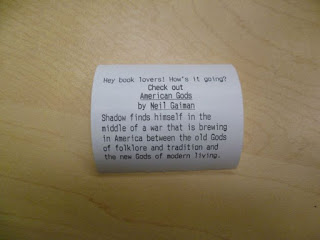 Hey book lovers! How's it going?
Check out
American Gods
by Neil Gaiman
Shadow finds himself in the
middle of a war that is brewing
in America between the old Gods
of folklore and tradition and
the new Gods of modern living.